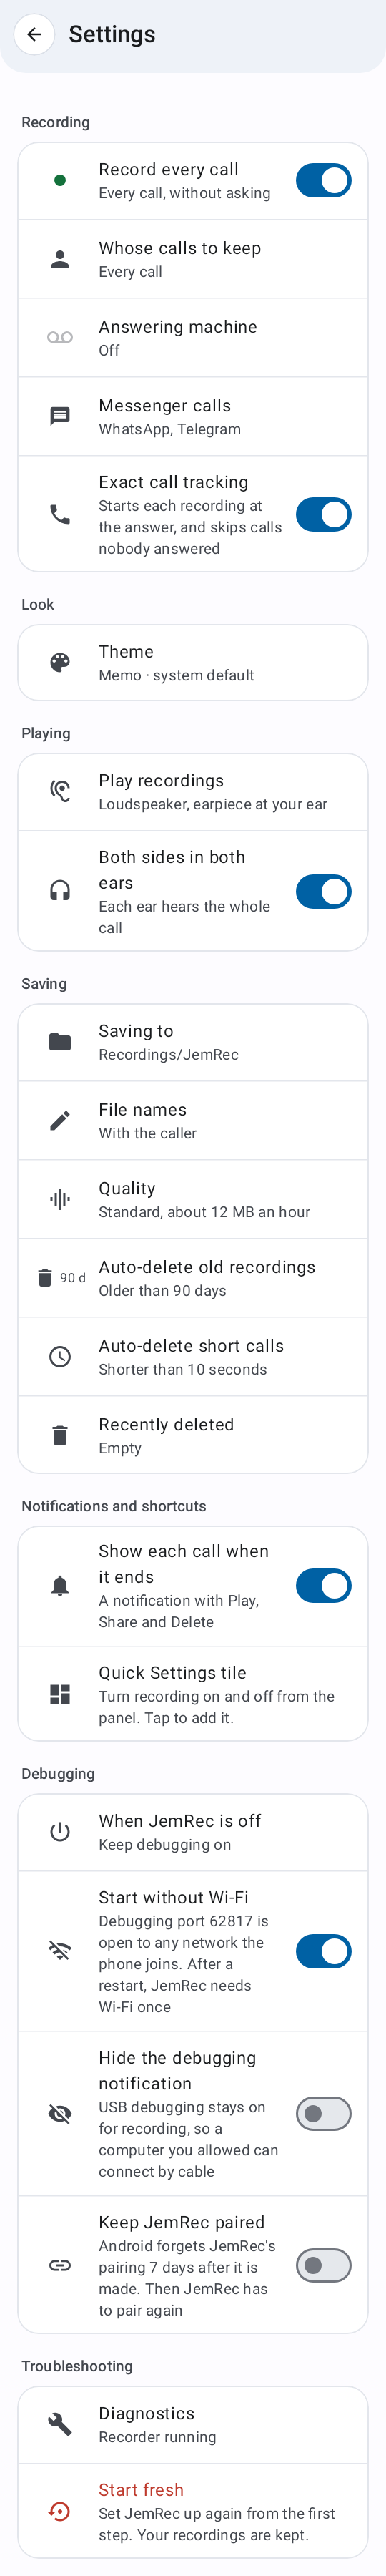 Settings
Recording
Record every call
Every call, without asking
Whose calls to keep
Every call
Answering machine
Off
Messenger calls
WhatsApp, Telegram
Exact call tracking
Starts each recording at
the answer, and skips calls
nobody answered
Look
Theme
Memo · system default
Playing
Play recordings
Loudspeaker, earpiece at your ear
Both sides in both
ears
Each ear hears the whole
call
Saving
Saving to
Recordings/JemRec
File names
With the caller
Quality
Standard, about 12 MB an hour
90 d
Auto-delete old recordings
Older than 90 days
Auto-delete short calls
Shorter than 10 seconds
Recently deleted
Empty
Notifications and shortcuts
Show each call when
it ends
A notification with Play,
Share and Delete
Quick Settings tile
Turn recording on and off from the
panel. Tap to add it.
Debugging
When JemRec is off
Keep debugging on
Start without Wi-Fi
Debugging port 62817 is
open to any network the
phone joins. After a
restart, JemRec needs
Wi-Fi once
Hide the debugging
notification
USB debugging stays on
for recording, so a
computer you allowed can
connect by cable
Keep JemRec paired
Android forgets JemRec's
pairing 7 days after it is
made. Then JemRec has
to pair again
Troubleshooting
Diagnostics
Recorder running
Start fresh
Set JemRec up again from the first
step. Your recordings are kept.